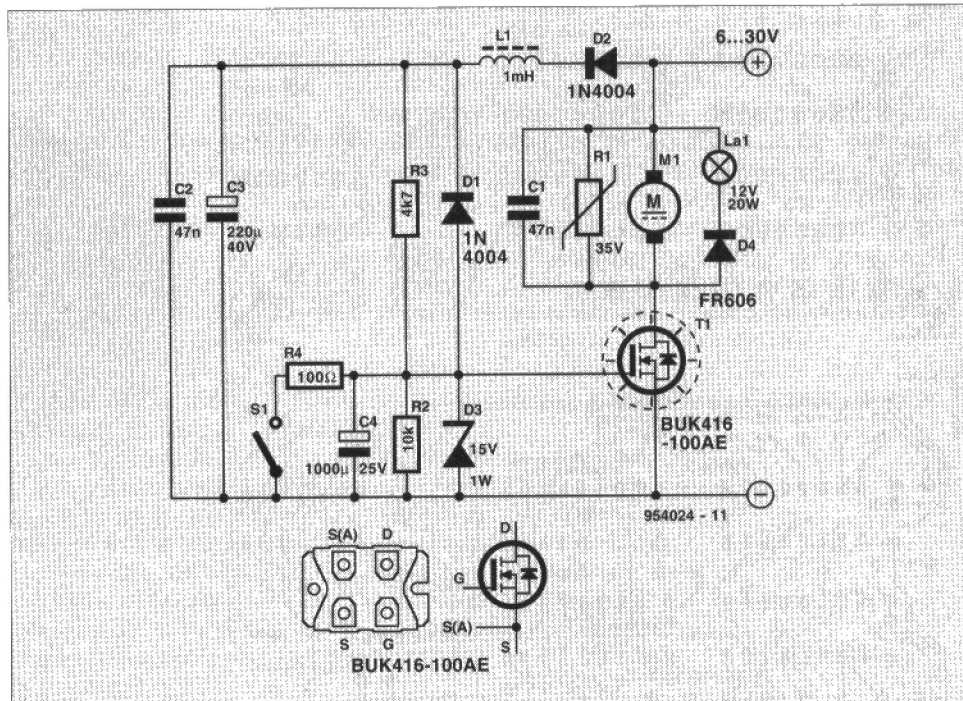 L1
1mH
D2
1N4004
6...30V
+
C2
47n
C3
220µ
40V
R3
4k7
D1
1N
4004
C1
47n
R1
35V
M1
M
La1
12V
20W
D4
FR606
T1
BUK416
-100AE
R4
100Ω
S1
C4
1000µ 25V
R2
10k
D3
15V
1W
−
954024 - 11
S(A) D
S G
BUK416-100AE
D
G
S(A)
S